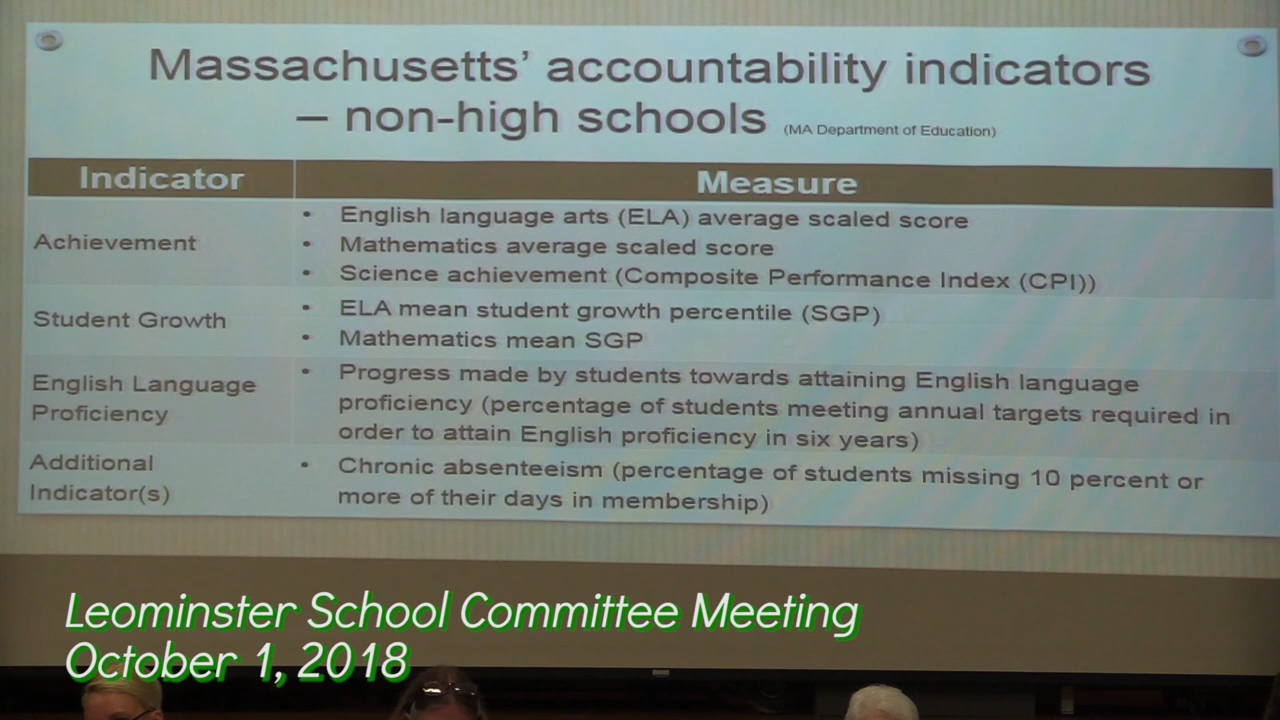 Massachusetts' accountability indicators
– non-high schools (MA Department of Education)
Indicator
Measure
Achievement
• English language arts (ELA) average scaled score
• Mathematics average scaled score
• Science achievement (Composite Performance Index (CPI))
Student Growth
• ELA mean student growth percentile (SGP)
• Mathematics mean SGP
English Language
Proficiency
• Progress made by students towards attaining English language
proficiency (percentage of students meeting annual targets required in
order to attain English proficiency in six years)
Additional
Indicator(s)
• Chronic absenteeism (percentage of students missing 10 percent or
more of their days in membership)
Leominster School Committee Meeting
October 1, 2018